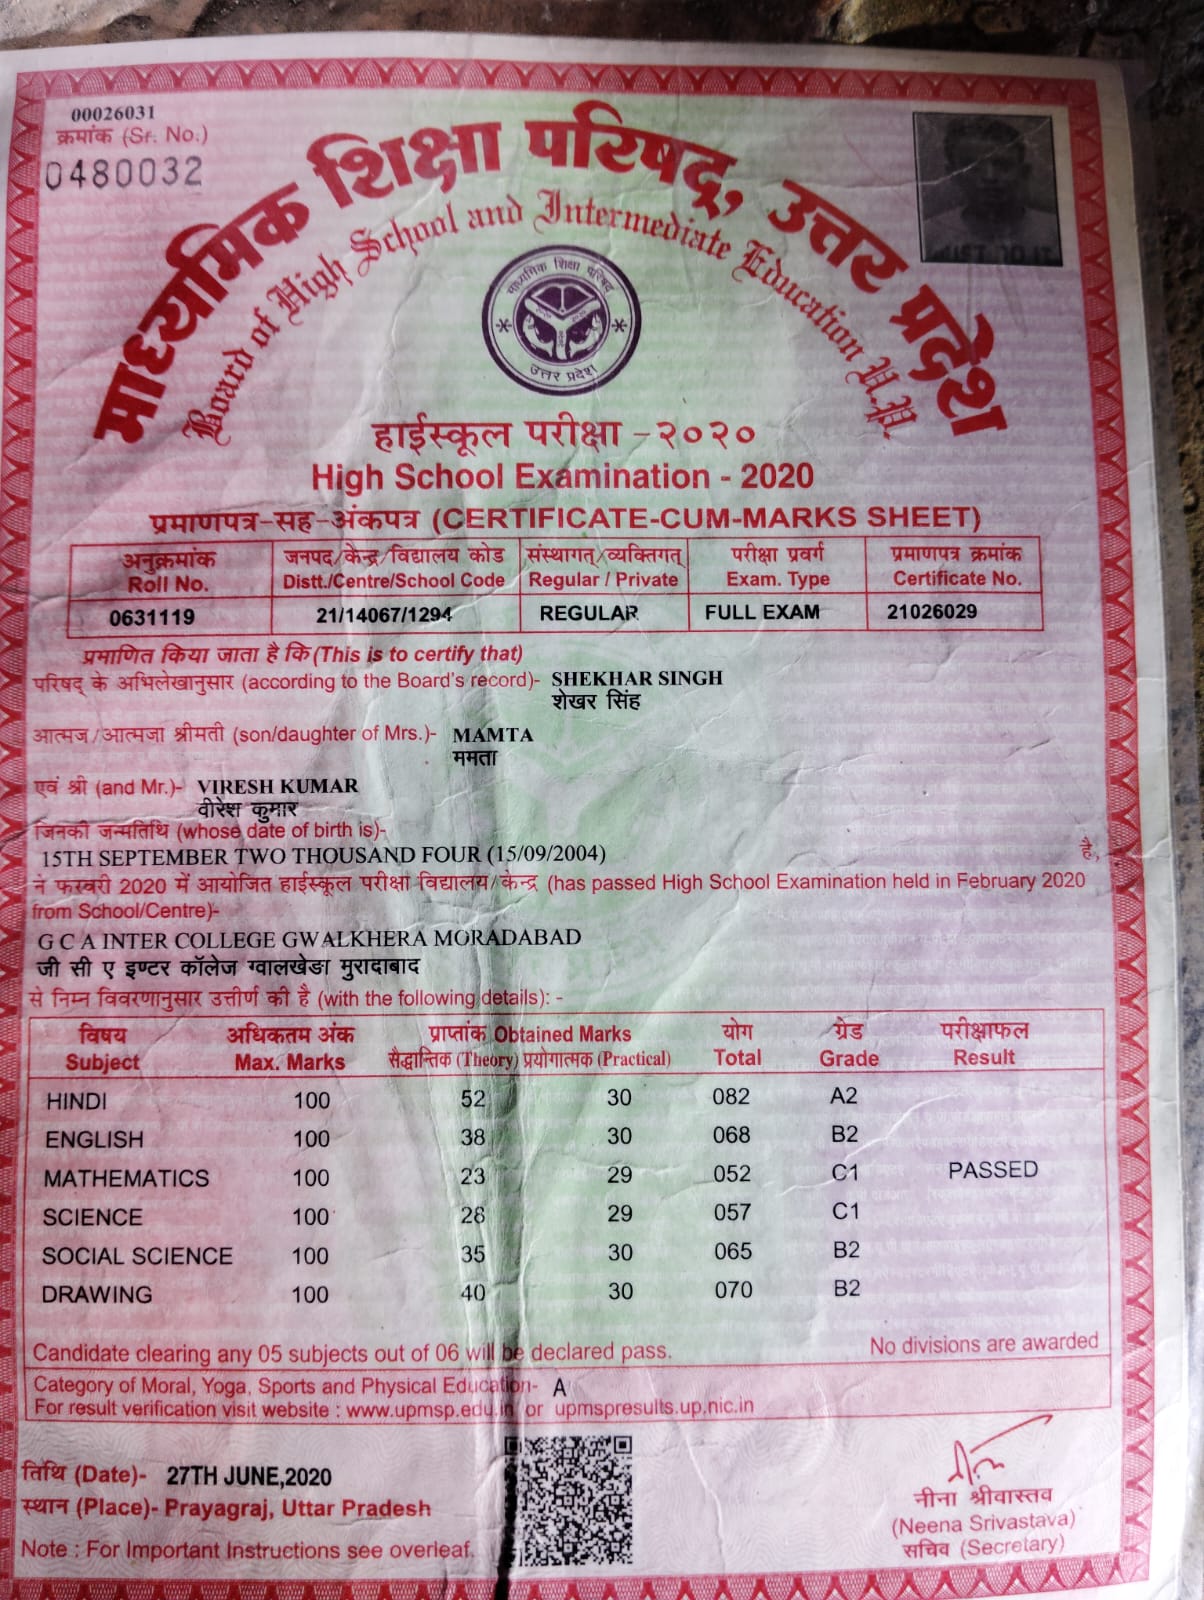 00026031
क्रमांक (Sr. No.)
0480032
माध्यमिक शिक्षा परिषद्, उत्तर प्रदेश
Board of High School and Intermediate Education U.P.
माध्यमिक शिक्षा परिषद्
उत्तर प्रदेश
हाईस्कूल परीक्षा - २०२०
High School Examination - 2020
प्रमाणपत्र-सह-अंकपत्र (CERTIFICATE-CUM-MARKS SHEET)
अनुक्रमांक जनपद/केन्द्र/विद्यालय कोड संस्थागत/व्यक्तिगत् परीक्षा प्रवर्ग प्रमाणपत्र क्रमांक
Roll No. Distt./Centre/School Code Regular / Private Exam. Type Certificate No.
0631119 21/14067/1294 REGULAR FULL EXAM 21026029
प्रमाणित किया जाता है कि (This is to certify that)
परिषद् के अभिलेखानुसार (according to the Board's record)- SHEKHAR SINGH
शेखर सिंह
आत्मज/आत्मजा श्रीमती (son/daughter of Mrs.)- MAMTA
ममता
एवं श्री (and Mr.)- VIRESH KUMAR
वीरेश कुमार
जिनकी जन्मतिथि (whose date of birth is)-
15TH SEPTEMBER TWO THOUSAND FOUR (15/09/2004) है,
ने फरवरी 2020 में आयोजित हाईस्कूल परीक्षा विद्यालय/केन्द्र (has passed High School Examination held in February 2020
from School/Centre)-
G C A INTER COLLEGE GWALKHERA MORADABAD
जी सी ए इण्टर कॉलेज ग्वालखेङा मुरादाबाद
से निम्न विवरणानुसार उत्तीर्ण की है (with the following details): -
विषय अधिकतम अंक प्राप्तांक Obtained Marks योग ग्रेड परीक्षाफल
Subject Max. Marks सैद्धान्तिक (Theory) प्रयोगात्मक (Practical) Total Grade Result
HINDI 100 52 30 082 A2
ENGLISH 100 38 30 068 B2
MATHEMATICS 100 23 29 052 C1 PASSED
SCIENCE 100 28 29 057 C1
SOCIAL SCIENCE 100 35 30 065 B2
DRAWING 100 40 30 070 B2
Candidate clearing any 05 subjects out of 06 will be declared pass. No divisions are awarded
Category of Moral, Yoga, Sports and Physical Education- A
For result verification visit website : www.upmsp.edu.in or upmspresults.up.nic.in
तिथि (Date)- 27TH JUNE,2020
स्थान (Place)- Prayagraj, Uttar Pradesh
Note : For Important Instructions see overleaf.
नीना श्रीवास्तव
(Neena Srivastava)
सचिव (Secretary)